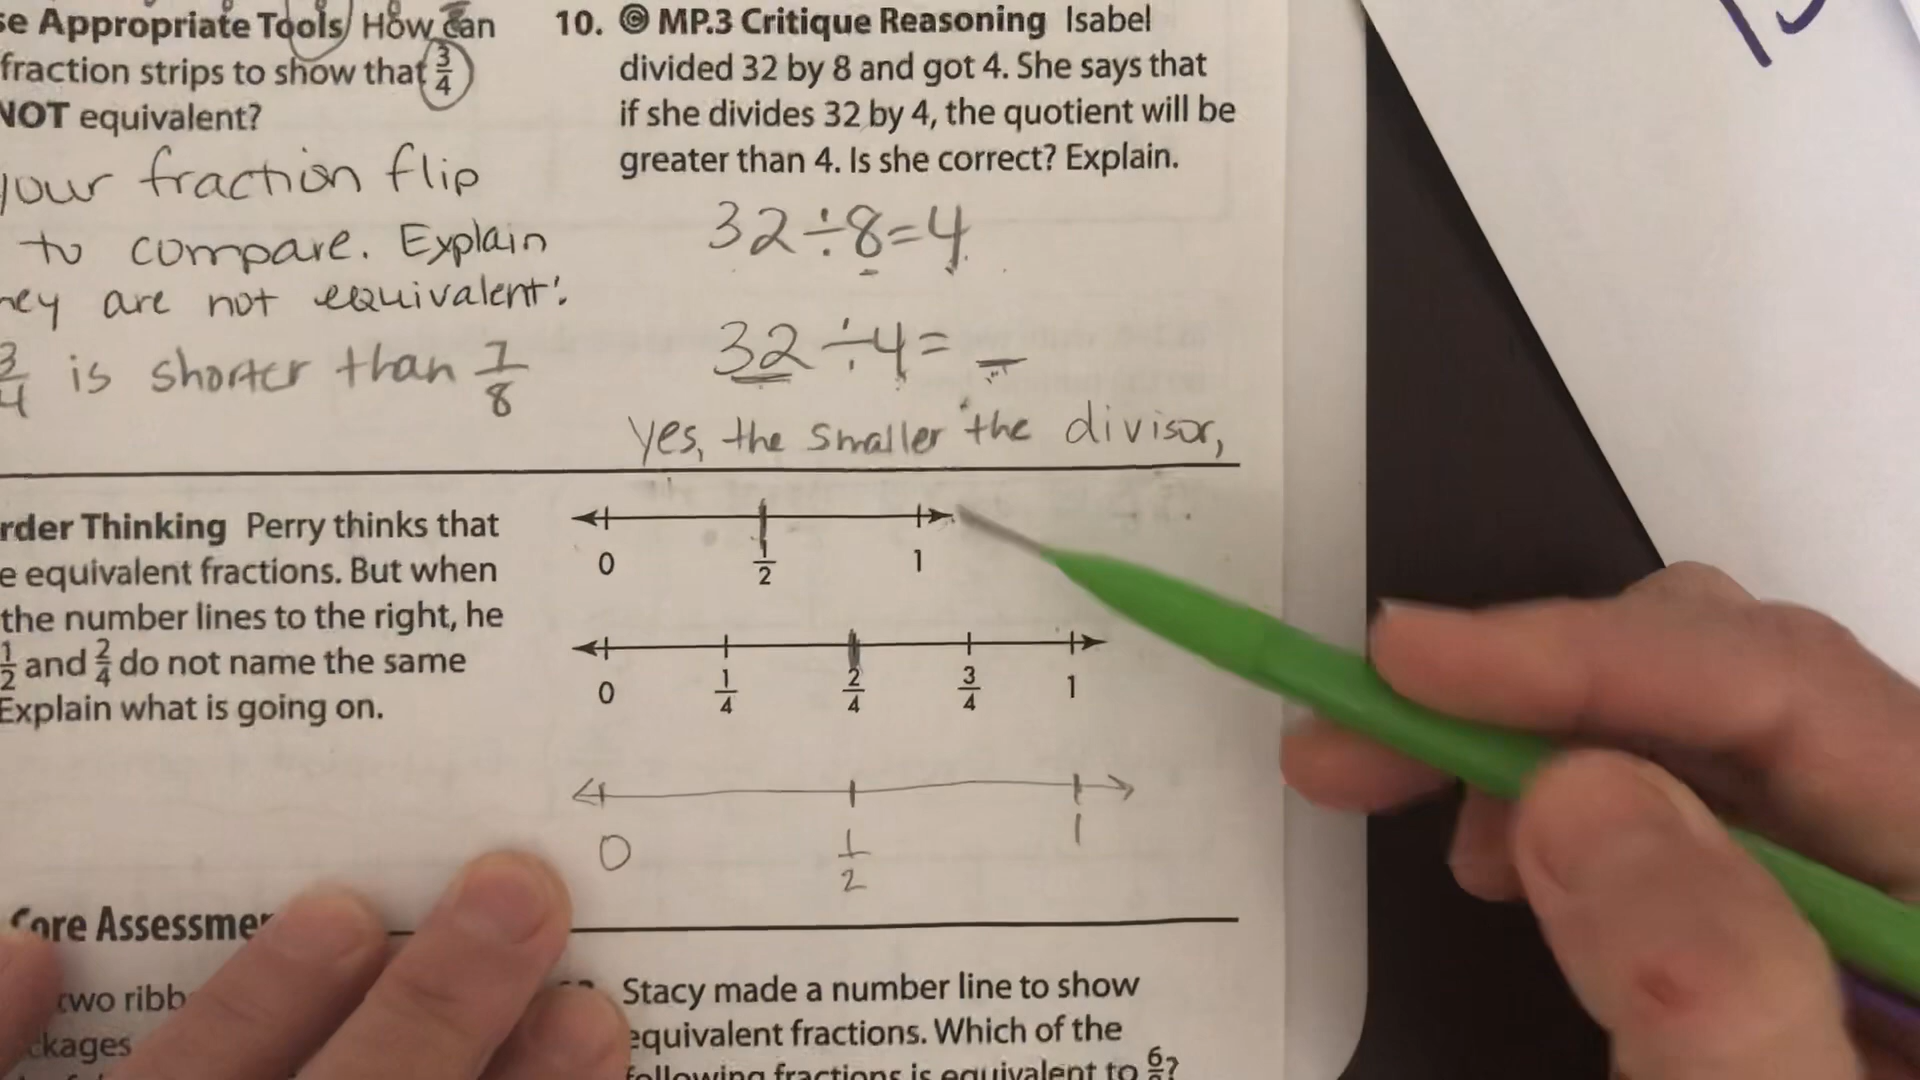 se Appropriate Tools How can
fraction strips to show that 3/4
NOT equivalent?
your fraction flip
to compare. Explain
hey are not equivalent.
3/4 is shorter than 7/8
10. MP.3 Critique Reasoning Isabel
divided 32 by 8 and got 4. She says that
if she divides 32 by 4, the quotient will be
greater than 4. Is she correct? Explain.
32÷8=4
32÷4=_
yes, the smaller the divisor,
rder Thinking Perry thinks that
e equivalent fractions. But when
the number lines to the right, he
1/2 and 2/4 do not name the same
Explain what is going on.
0 1/2 1
0 1/4 2/4 3/4 1
0 1/2 1
Core Assessmen
two ribb
ckages
Stacy made a number line to show
equivalent fractions. Which of the
following fractions is equivalent to